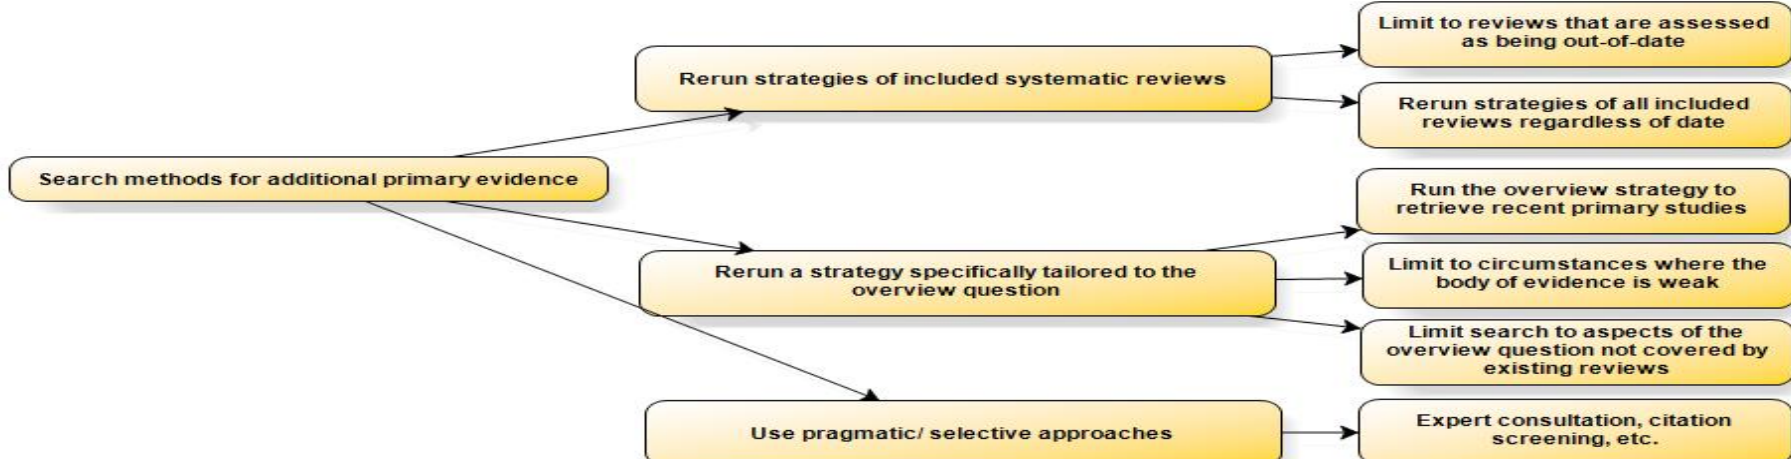 Limit to reviews that are assessed
as being out-of-date
Rerun strategies of included systematic reviews
Rerun strategies of all included
reviews regardless of date
Search methods for additional primary evidence
Run the overview strategy to
retrieve recent primary studies
Rerun a strategy specifically tailored to the
overview question
Limit to circumstances where the
body of evidence is weak
Limit search to aspects of the
overview question not covered by
existing reviews
Use pragmatic/ selective approaches
Expert consultation, citation
screening, etc.